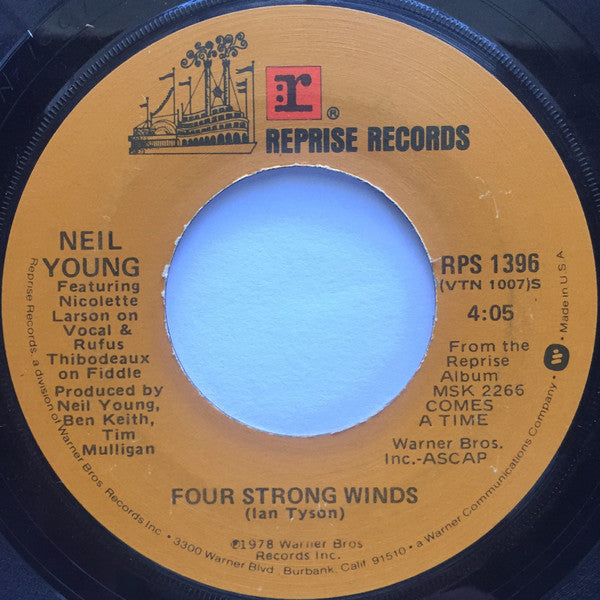 r ®
REPRISE RECORDS
NEIL
YOUNG
Featuring
Nicolette
Larson on
Vocal &
Rufus
Thibodeaux
on Fiddle
Produced by
Neil Young,
Ben Keith,
Tim
Mulligan
RPS 1396
(VTN 1007)S
4:05
From the
Reprise
Album
MSK 2266
COMES
A TIME
Warner Bros.
Inc.-ASCAP
FOUR STRONG WINDS
(Ian Tyson)
℗1978 Warner Bros
Records Inc.
Reprise Records, a division of Warner Bros. Records Inc • 3300 Warner Blvd, Burbank, Calif 91510 • a Warner Communications Company • Made in U.S.A